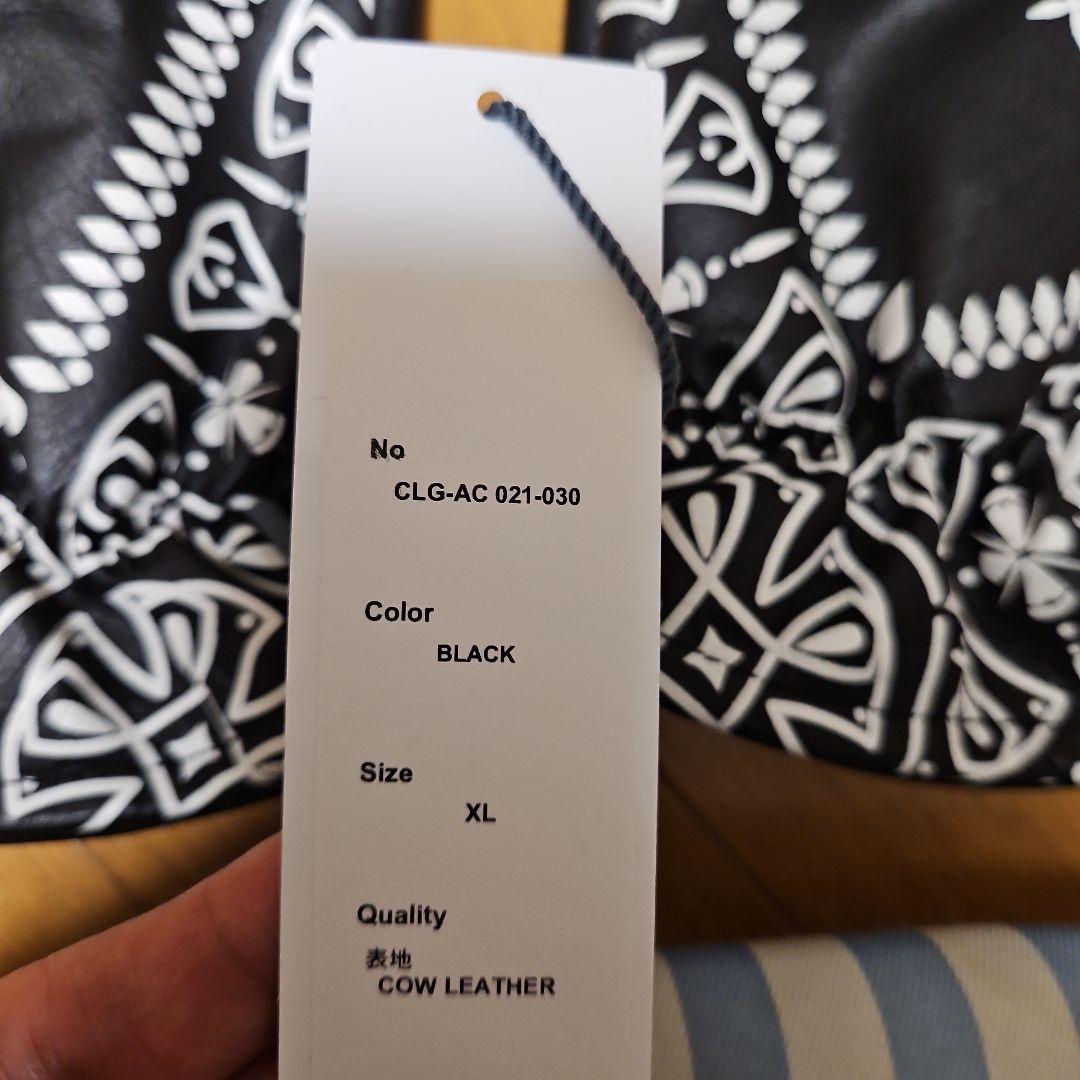 No
CLG-AC 021-030
Color
BLACK
Size
XL
Quality
表地
COW LEATHER